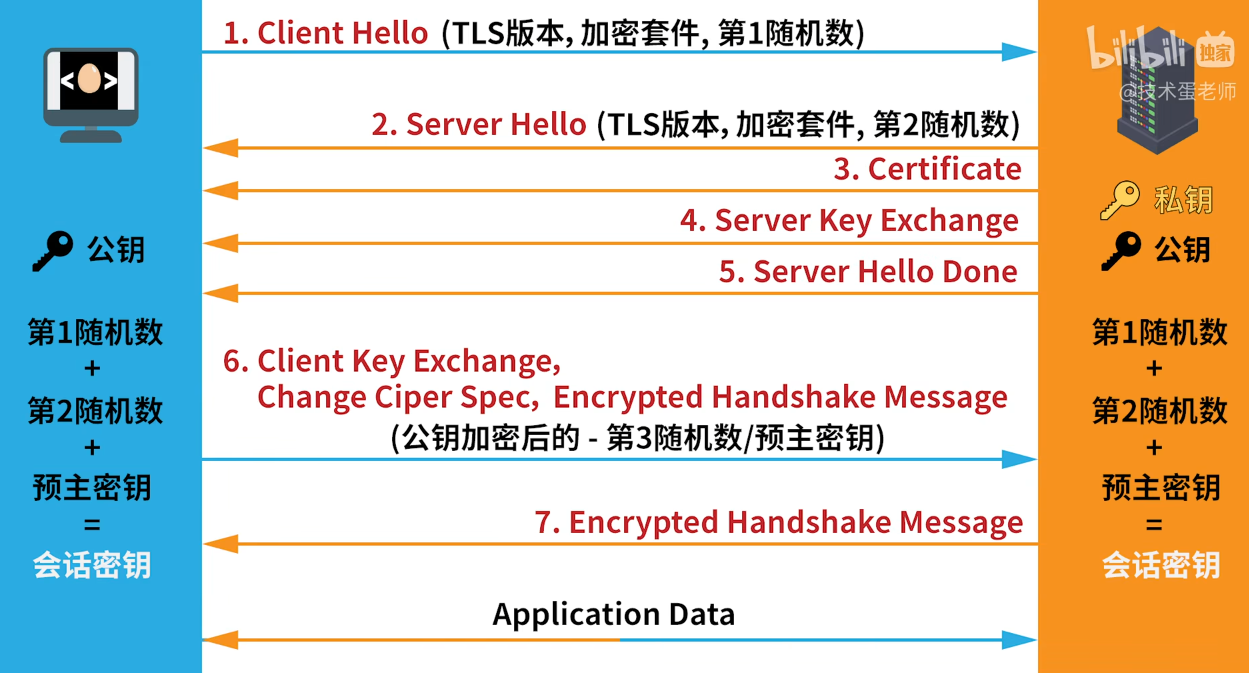 1. Client Hello (TLS版本, 加密套件, 第1随机数)
bilibili 独家
@技术蛋老师
< >
2. Server Hello (TLS版本, 加密套件, 第2随机数)
3. Certificate
私钥
4. Server Key Exchange
公钥
公钥
5. Server Hello Done
第1随机数
+
第2随机数
+
预主密钥
=
会话密钥
6. Client Key Exchange,
Change Ciper Spec, Encrypted Handshake Message
(公钥加密后的 - 第3随机数/预主密钥)
7. Encrypted Handshake Message
Application Data
第1随机数
+
第2随机数
+
预主密钥
=
会话密钥